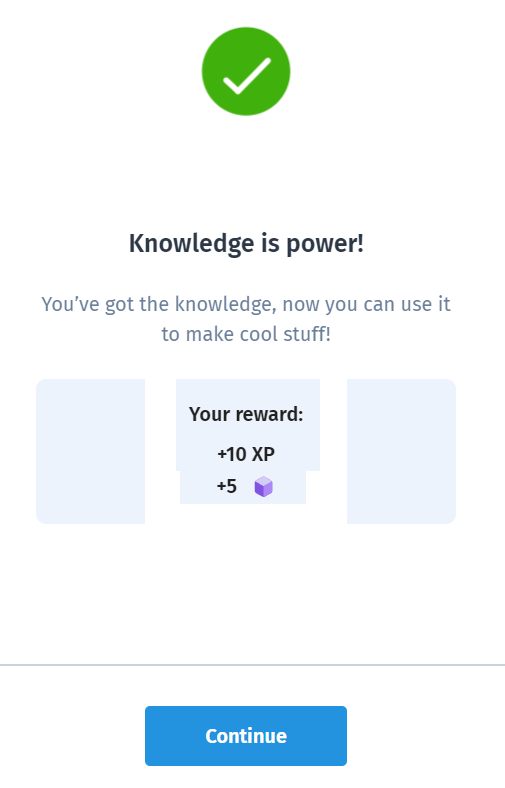 Knowledge is power!
You’ve got the knowledge, now you can use it
to make cool stuff!
Your reward:
+10 XP
+5
Continue